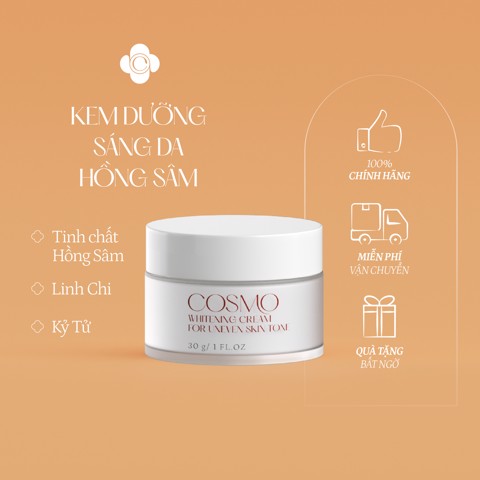 KEM DƯỠNG
SÁNG DA
HỒNG SÂM
Tinh chất
Hồng Sâm
Linh Chi
Kỷ Tử
COSMO
WHITENING CREAM
FOR UNEVEN SKIN TONE
30 g/ 1 FL.OZ
100%
CHÍNH HÃNG
MIỄN PHÍ
VẬN CHUYỂN
QUÀ TẶNG
BẤT NGỜ